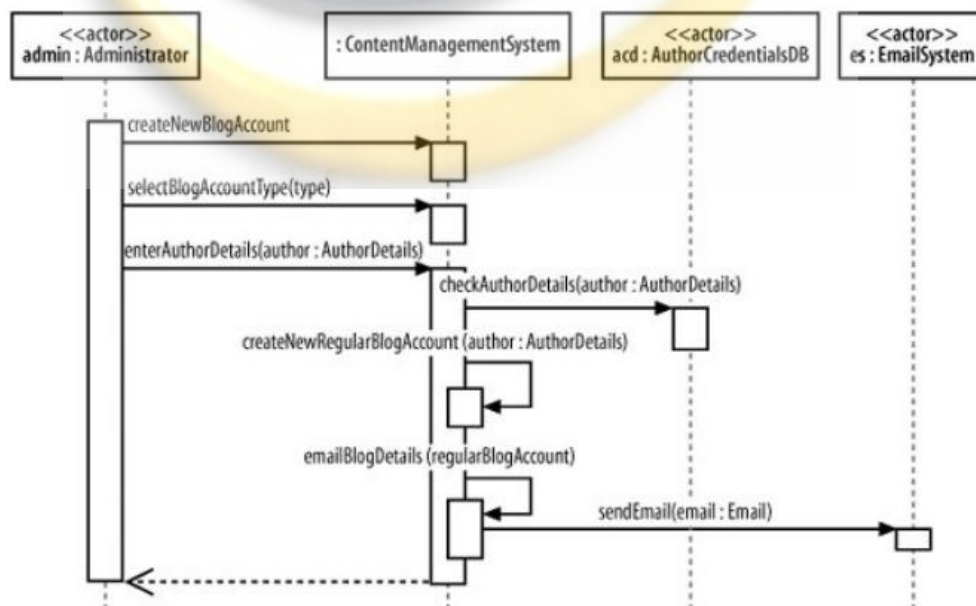 <<actor>>
admin : Administrator
: ContentManagementSystem
<<actor>>
acd : AuthorCredentialsDB
<<actor>>
es : EmailSystem
createNewBlogAccount
selectBlogAccountType(type)
enterAuthorDetails(author : AuthorDetails)
checkAuthorDetails(author : AuthorDetails)
createNewRegularBlogAccount (author : AuthorDetails)
emailBlogDetails (regularBlogAccount)
sendEmail(email : Email)